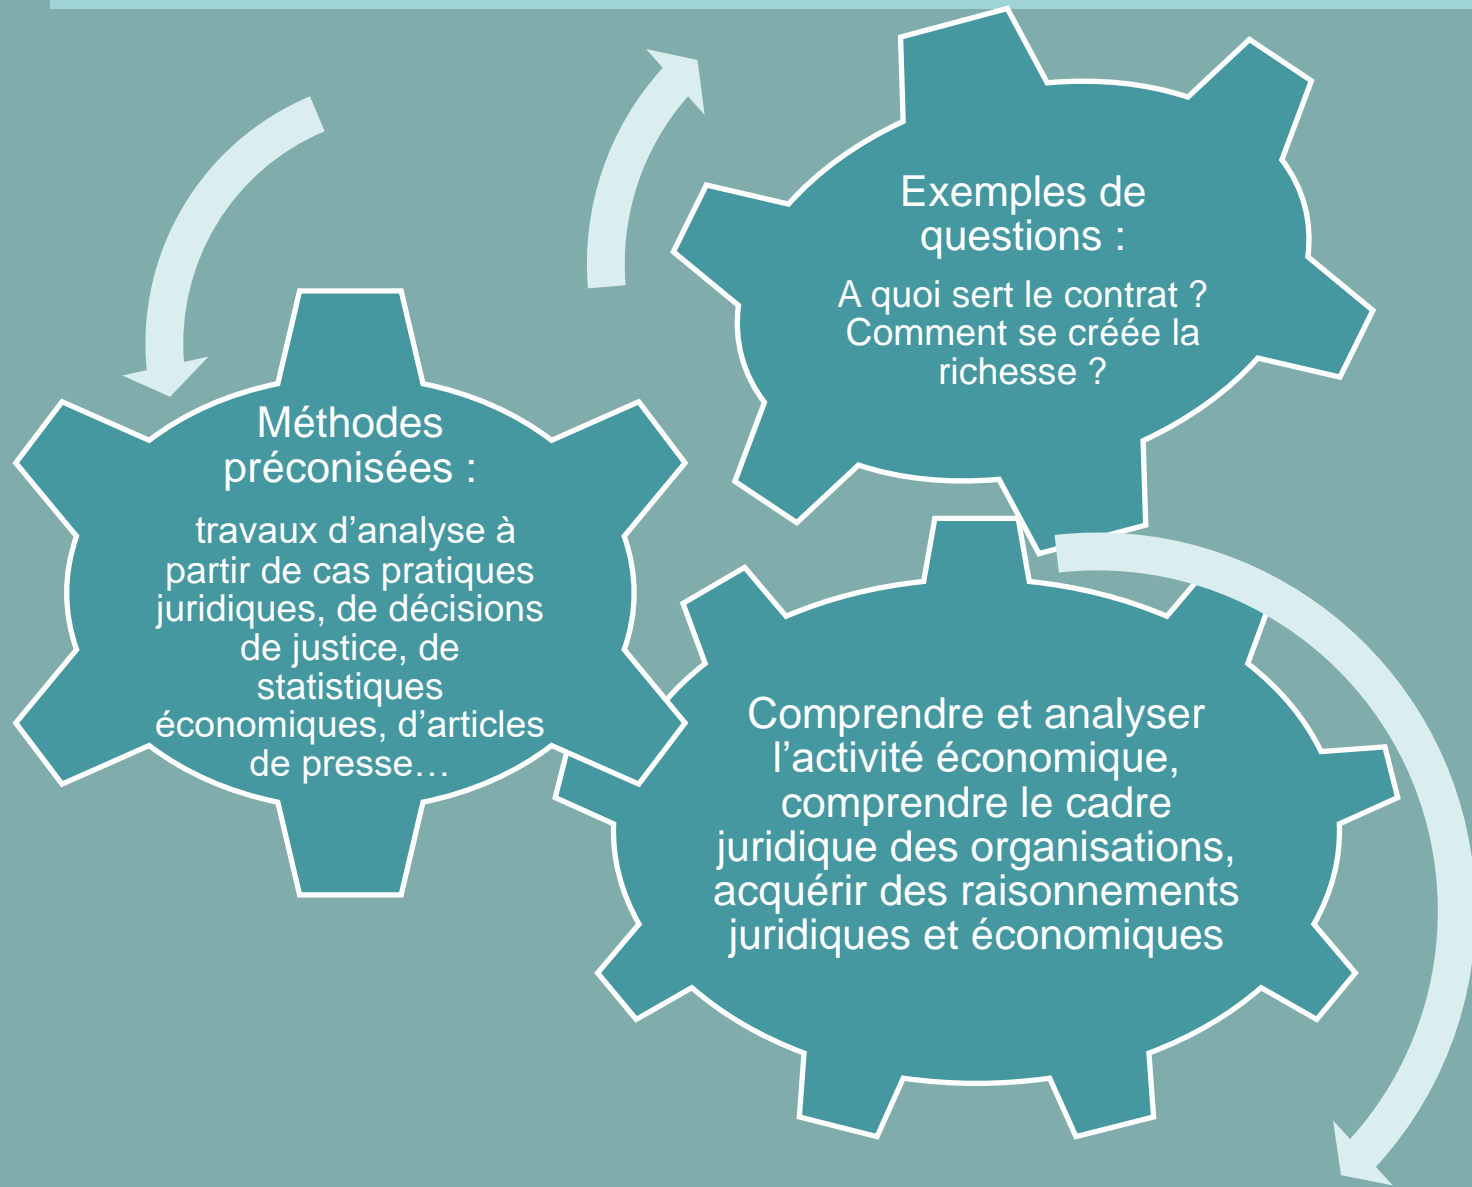 Exemples de
questions :
A quoi sert le contrat ?
Comment se créée la
richesse ?
Méthodes
préconisées :
travaux d’analyse à
partir de cas pratiques
juridiques, de décisions
de justice, de
statistiques
économiques, d’articles
de presse…
Comprendre et analyser
l’activité économique,
comprendre le cadre
juridique des organisations,
acquérir des raisonnements
juridiques et économiques